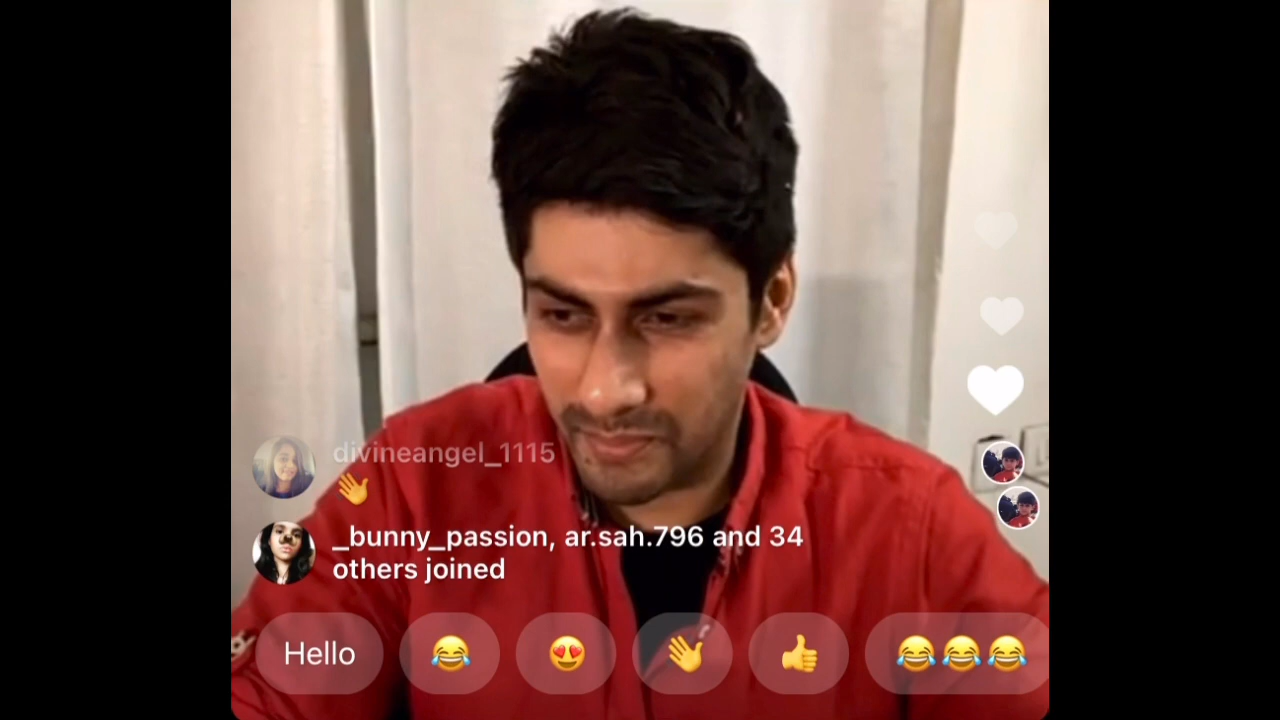 divineangel_1115
👋
_bunny_passion, ar.sah.796 and 34
others joined
Hello 😂 😍 👋 👍 😂😂😂